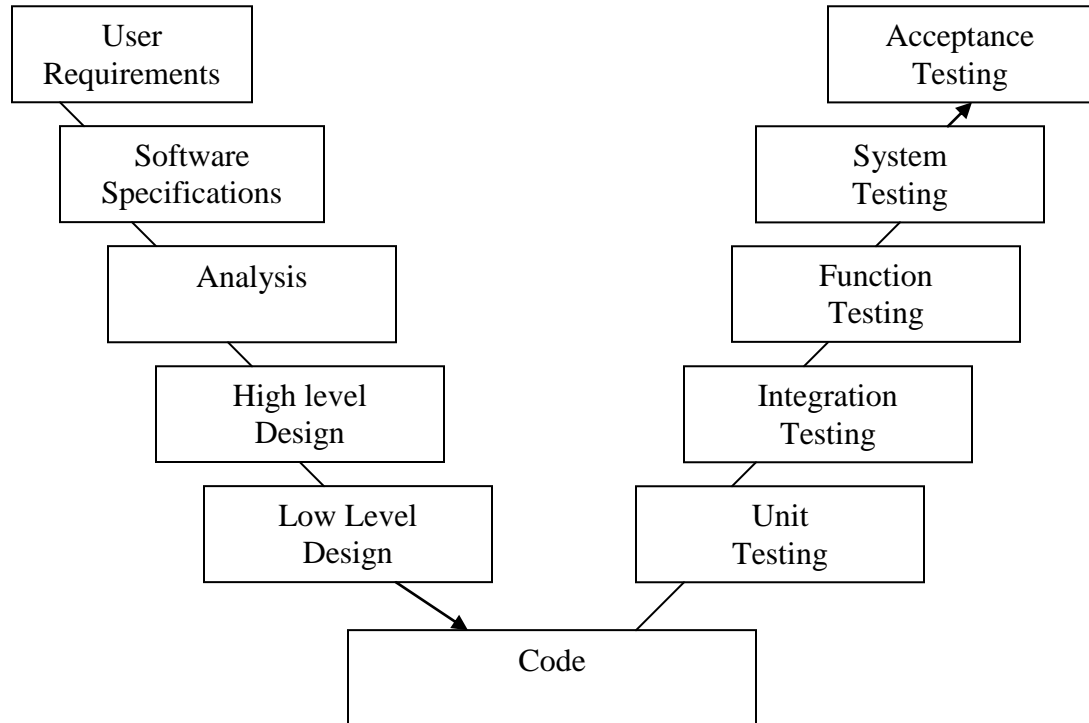 User
Requirements
Acceptance
Testing
Software
Specifications
System
Testing
Analysis
Function
Testing
High level
Design
Integration
Testing
Low Level
Design
Unit
Testing
Code